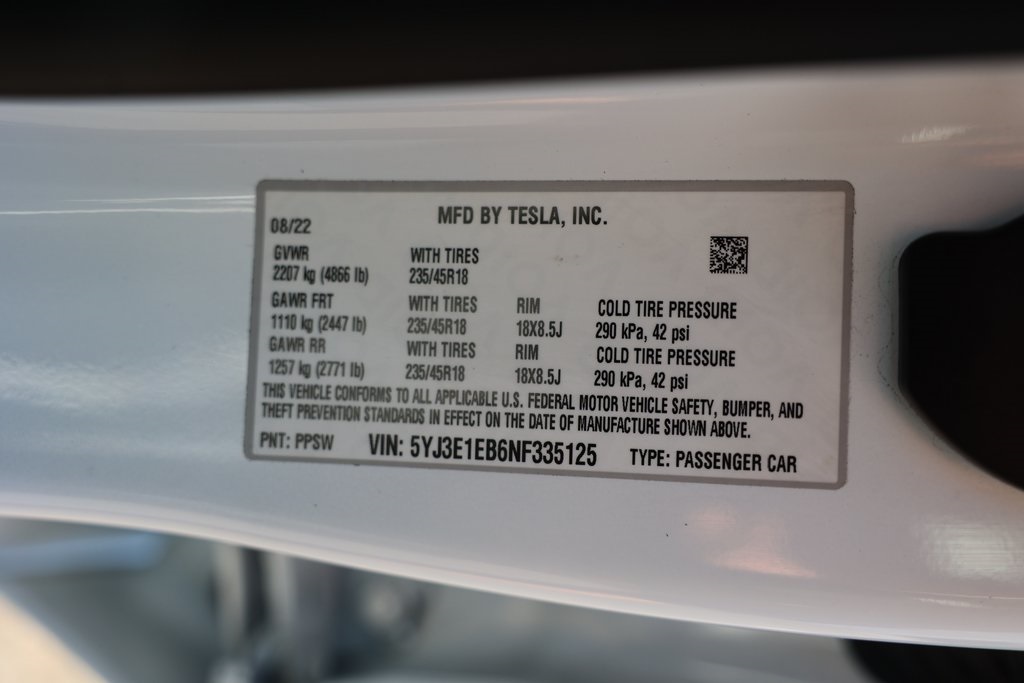 MFD BY TESLA, INC.
08/22
GVWR WITH TIRES
2207 kg (4866 lb) 235/45R18
GAWR FRT WITH TIRES RIM COLD TIRE PRESSURE
1110 kg (2447 lb) 235/45R18 18X8.5J 290 kPa, 42 psi
GAWR RR WITH TIRES RIM COLD TIRE PRESSURE
1257 kg (2771 lb) 235/45R18 18X8.5J 290 kPa, 42 psi
THIS VEHICLE CONFORMS TO ALL APPLICABLE U.S. FEDERAL MOTOR VEHICLE SAFETY, BUMPER, AND
THEFT PREVENTION STANDARDS IN EFFECT ON THE DATE OF MANUFACTURE SHOWN ABOVE.
PNT: PPSW VIN: 5YJ3E1EB6NF335125 TYPE: PASSENGER CAR